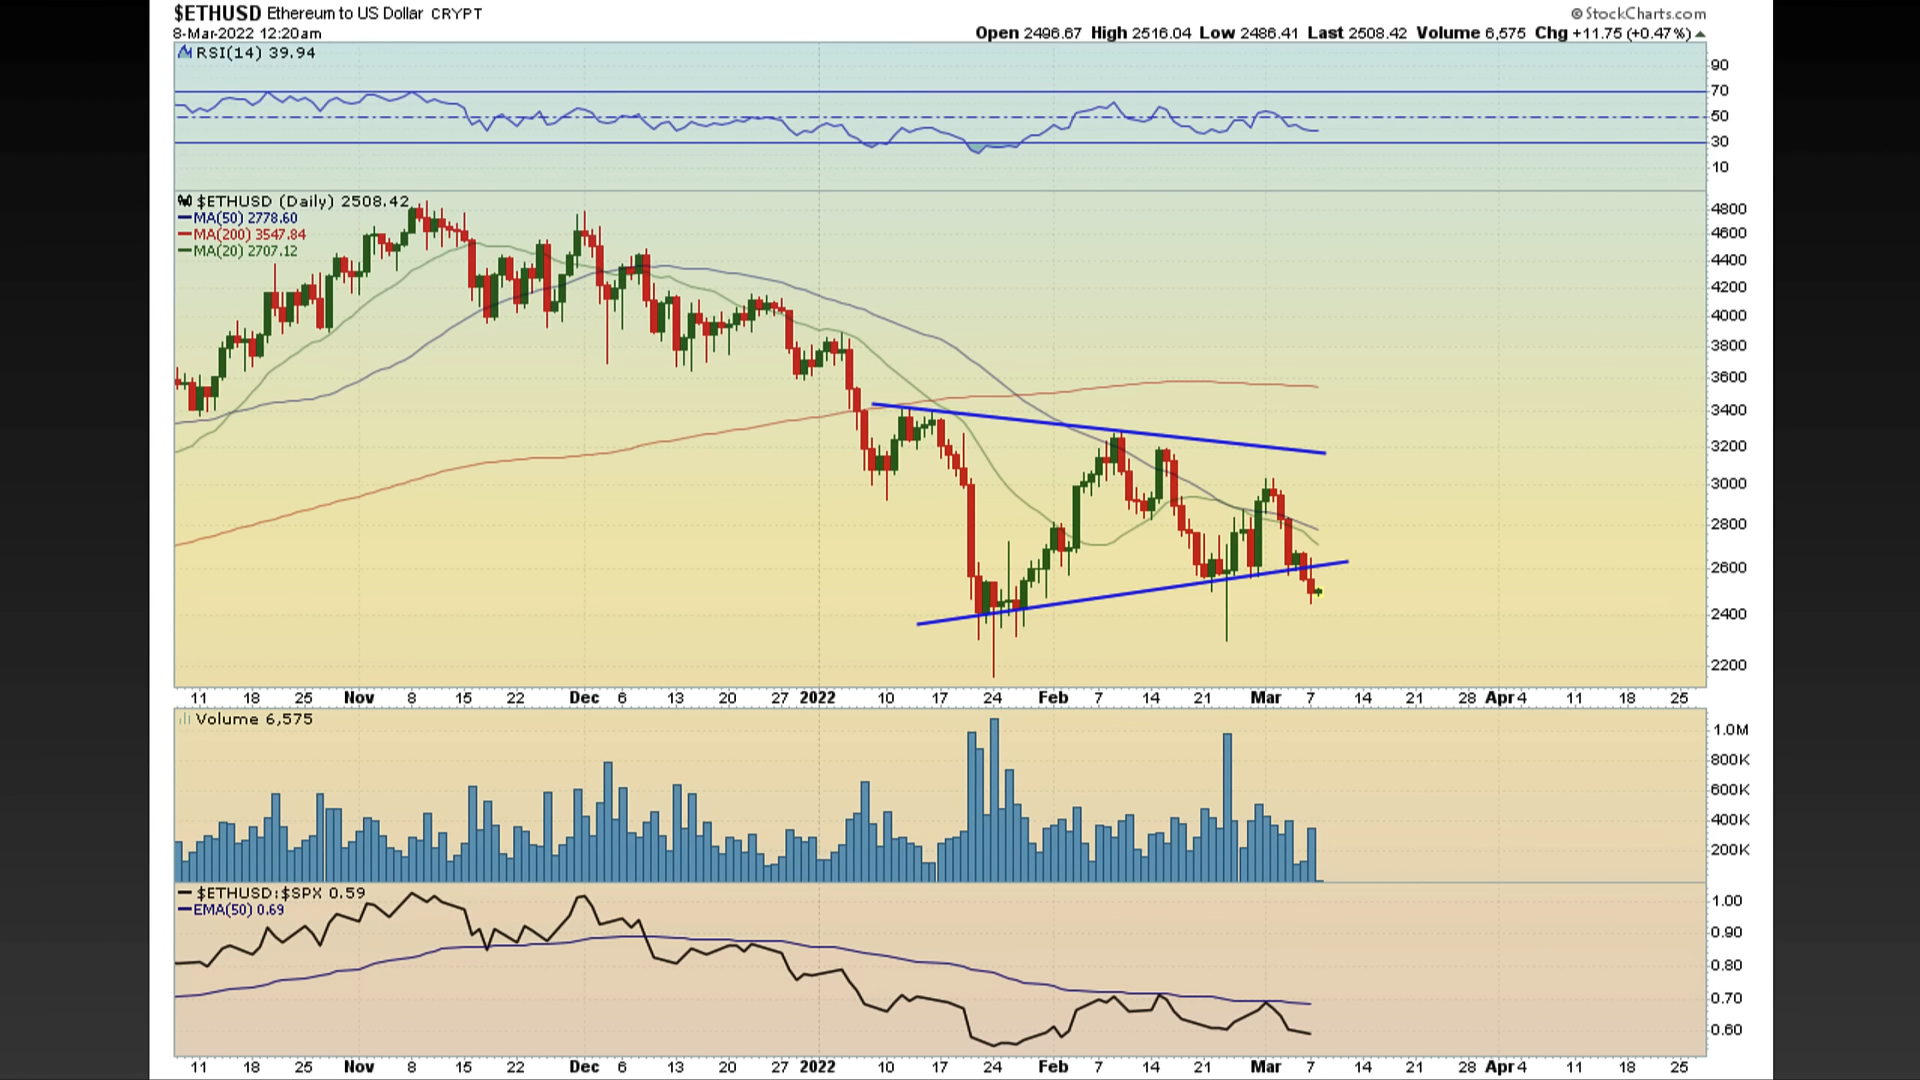 $ETHUSD Ethereum to US Dollar CRYPT
© StockCharts.com
8-Mar-2022 12:20am
Open 2496.67 High 2516.04 Low 2486.41 Last 2508.42 Volume 6,575 Chg +11.75 (+0.47%)
RSI(14) 39.94
90
70
50
30
10
$ETHUSD (Daily) 2508.42
MA(50) 2778.60
MA(200) 3547.84
MA(20) 2707.12
4800
4600
4400
4200
4000
3800
3600
3400
3200
3000
2800
2600
2400
2200
11 18 25 Nov 8 15 22 Dec 6 13 20 27 2022 10 17 24 Feb 7 14 21 Mar 7 14 21 28 Apr 4 11 18 25
Volume 6,575
1.0M
800K
600K
400K
200K
$ETHUSD:$SPX 0.59
EMA(50) 0.69
1.00
0.90
0.80
0.70
0.60
11 18 25 Nov 8 15 22 Dec 6 13 20 27 2022 10 17 24 Feb 7 14 21 Mar 7 14 21 28 Apr 4 11 18 25